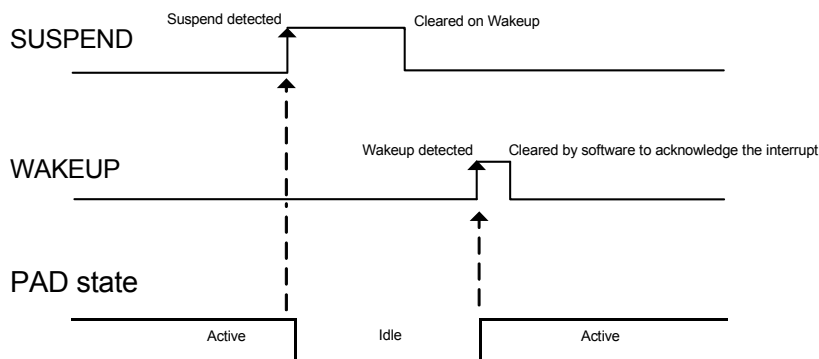 Suspend detected
Cleared on Wakeup
SUSPEND
Wakeup detected
Cleared by software to acknowledge the interrupt
WAKEUP
PAD state
Active
Idle
Active